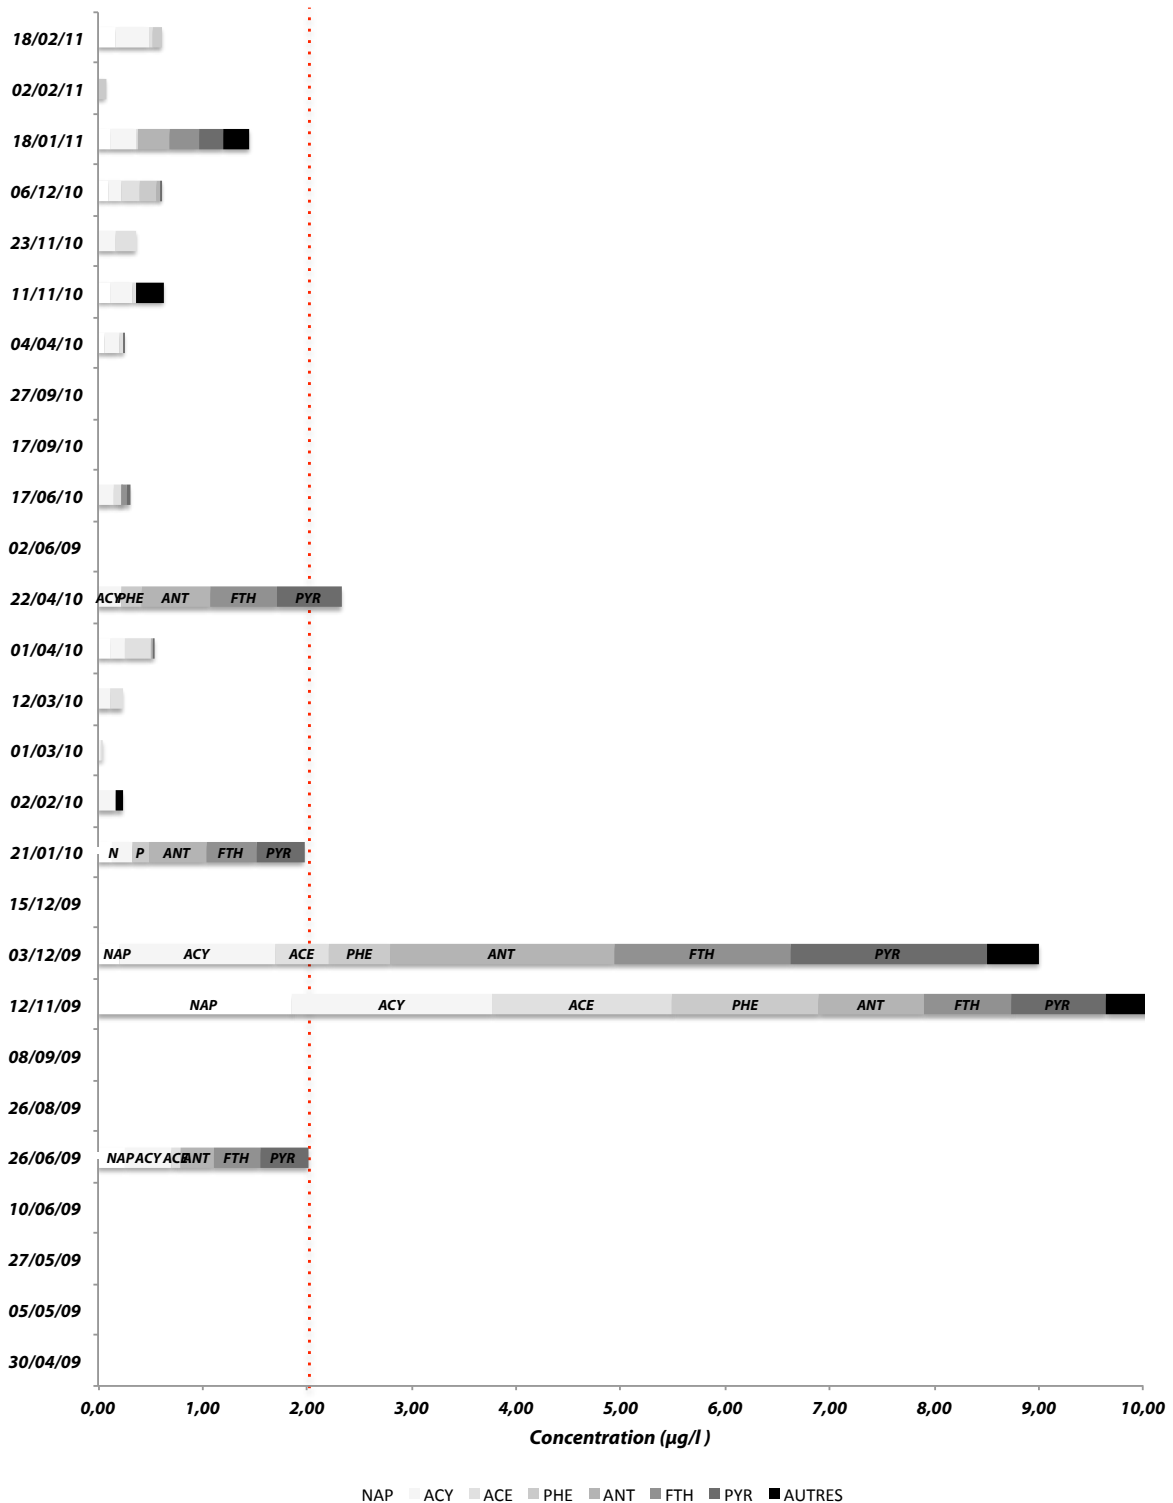 18/02/11
02/02/11
18/01/11
06/12/10
23/11/10
11/11/10
04/04/10
27/09/10
17/09/10
17/06/10
02/06/09
22/04/10 ACY PHE ANT FTH PYR
01/04/10
12/03/10
01/03/10
02/02/10
21/01/10 N P ANT FTH PYR
15/12/09
03/12/09 NAP ACY ACE PHE ANT FTH PYR
12/11/09 NAP ACY ACE PHE ANT FTH PYR
08/09/09
26/08/09
26/06/09 NAP ACY ACE ANT FTH PYR
10/06/09
27/05/09
05/05/09
30/04/09
0,00 1,00 2,00 3,00 4,00 5,00 6,00 7,00 8,00 9,00 10,00
Concentration (µg/l )
NAP ACY ACE PHE ANT FTH PYR AUTRES